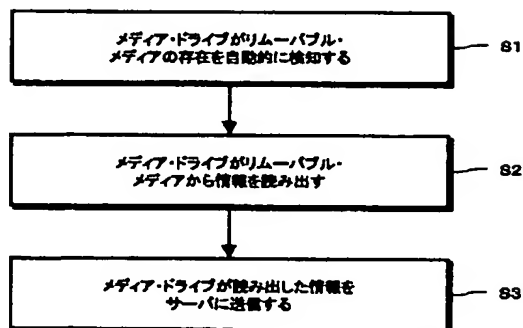 メディア・ドライブがリムーバブル・
メディアの存在を自動的に検知する
S1
メディア・ドライブがリムーバブル・
メディアから情報を読み出す
S2
メディア・ドライブが読み出した情報を
サーバに送信する
S3